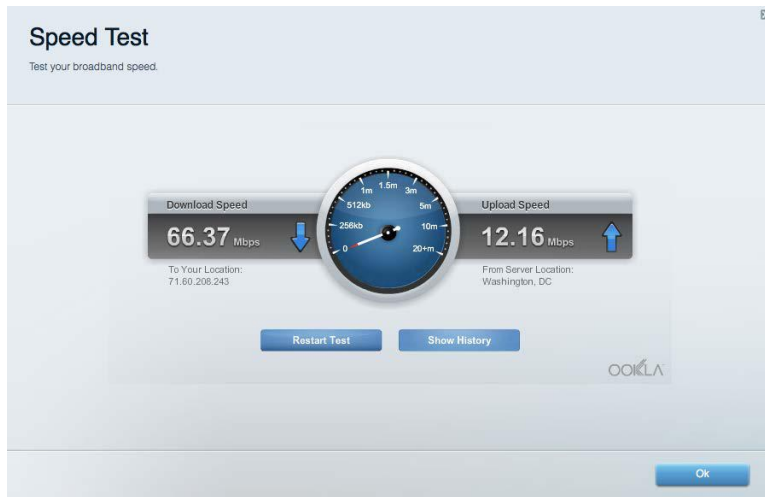 Speed Test
Test your broadband speed.
Download Speed
66.37 Mbps
To Your Location:
71.60.208.243
0
256kb
512kb
1m
1.5m
3m
5m
10m
20+m
Upload Speed
12.16 Mbps
From Server Location:
Washington, DC
Restart Test
Show History
OOKLA
Ok